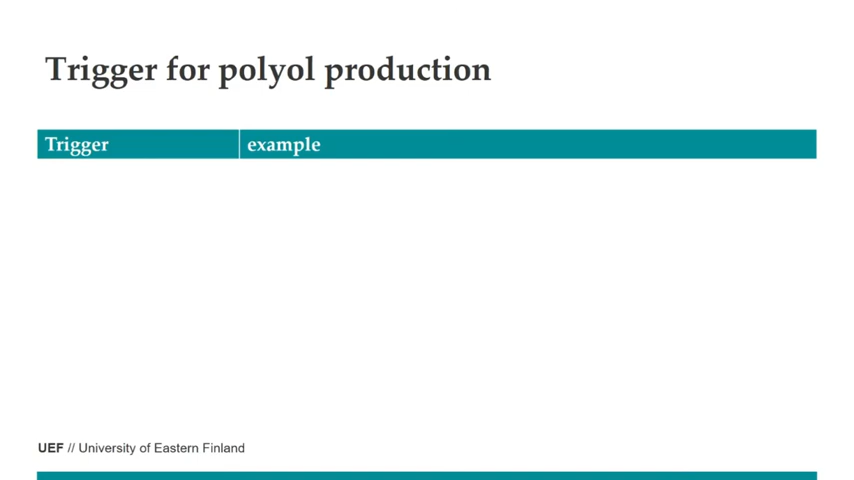 Trigger for polyol production
Trigger example
UEF // University of Eastern Finland